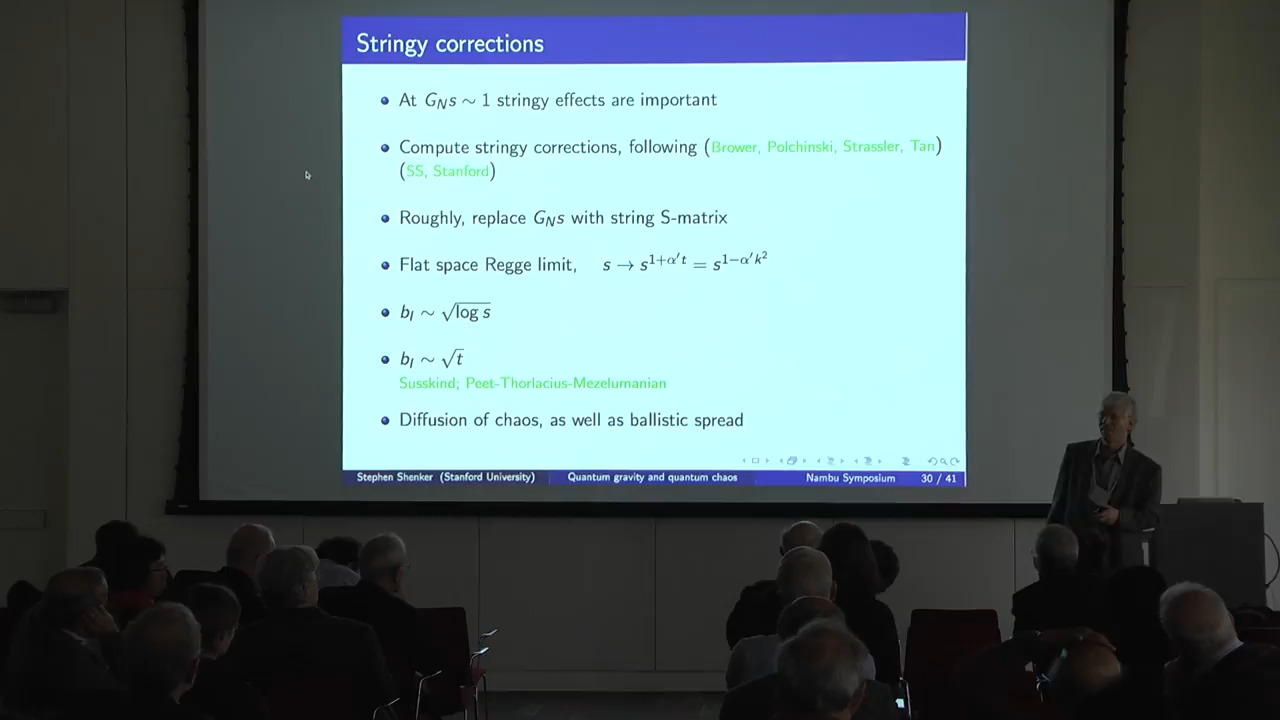 Stringy corrections
At G_N s ∼ 1 stringy effects are important
Compute stringy corrections, following (Brower, Polchinski, Strassler, Tan)
(SS, Stanford)
Roughly, replace G_N s with string S-matrix
Flat space Regge limit, s → s^{1+α′t} = s^{1−α′k²}
b_I ∼ √log s
b_I ∼ √t
Susskind; Peet-Thorlacius-Mezelumanian
Diffusion of chaos, as well as ballistic spread
Stephen Shenker (Stanford University) Quantum gravity and quantum chaos Nambu Symposium 30 / 41